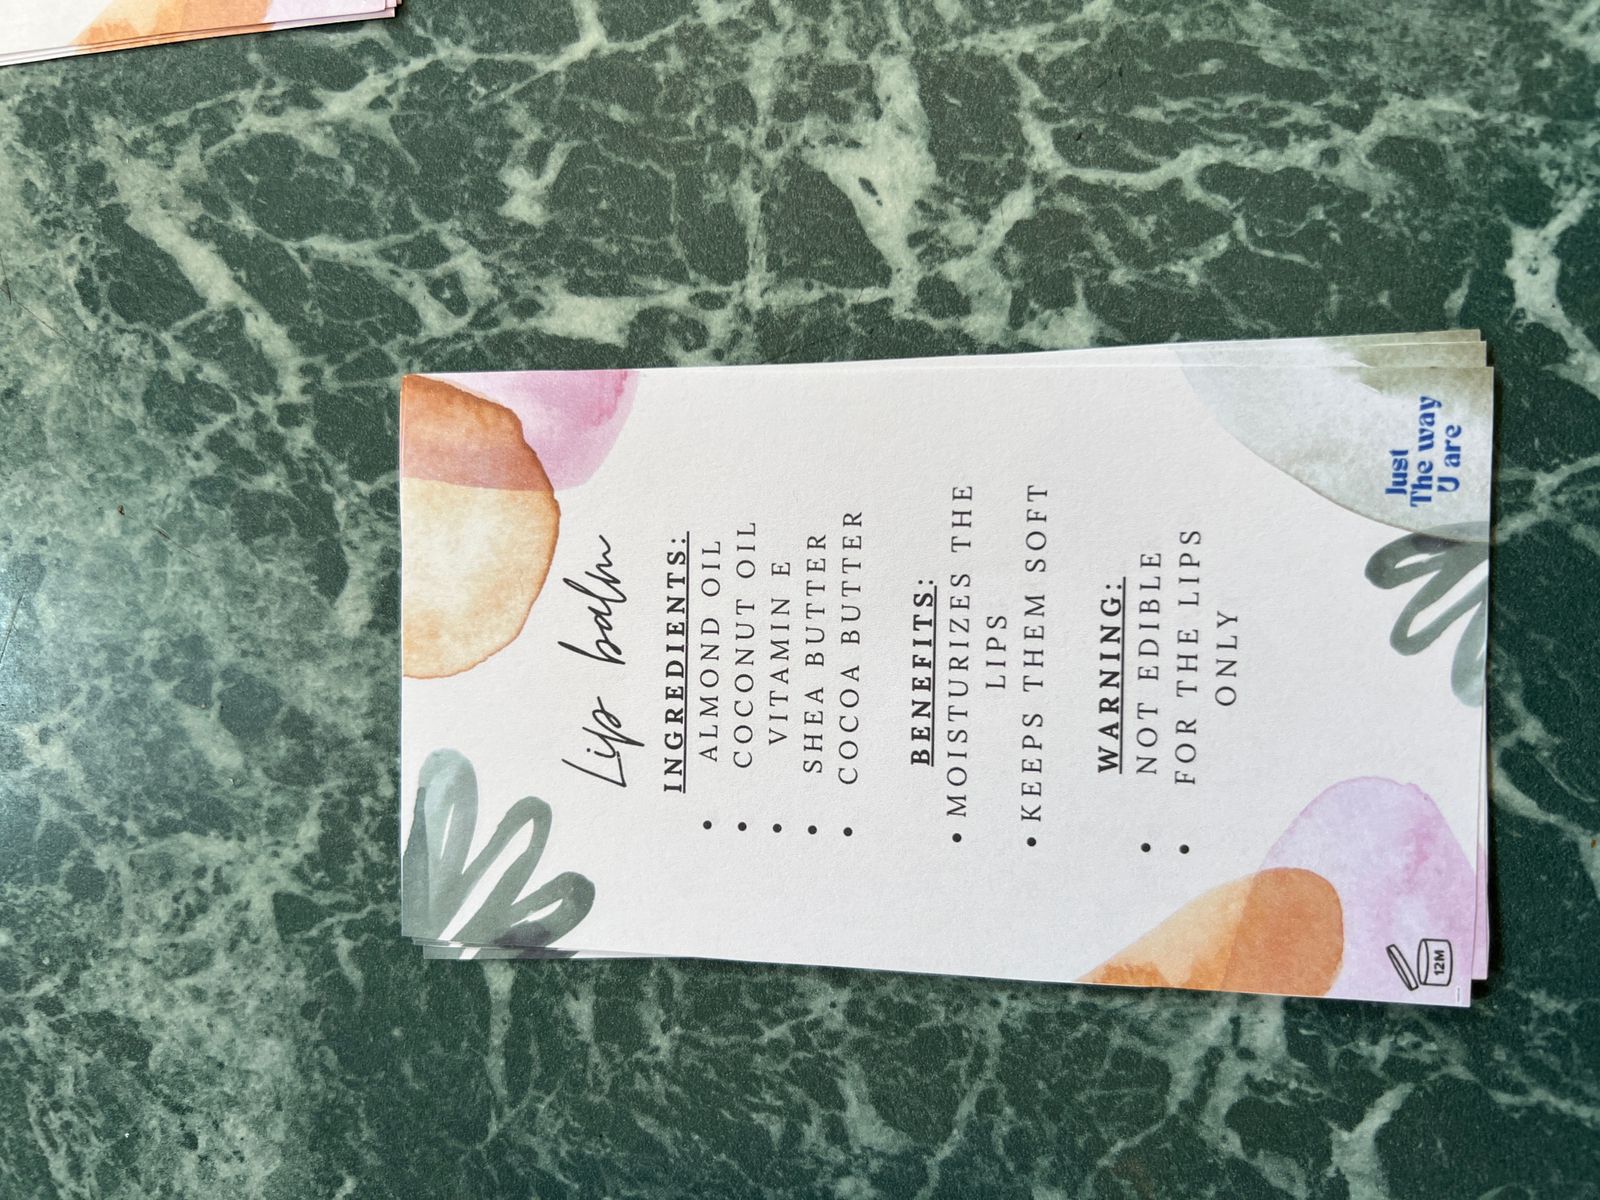 Lip balm
INGREDIENTS:
• ALMOND OIL
• COCONUT OIL
• VITAMIN E
• SHEA BUTTER
• COCOA BUTTER
BENEFITS:
• MOISTURIZES THE
LIPS
• KEEPS THEM SOFT
WARNING:
• NOT EDIBLE
• FOR THE LIPS
ONLY
12M
Just
The way
U are